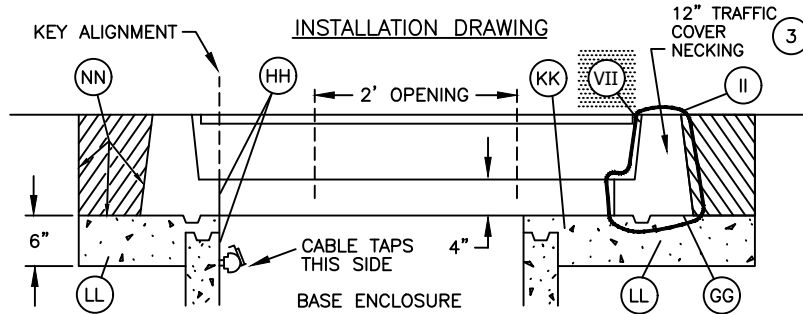 INSTALLATION DRAWING
KEY ALIGNMENT
12" TRAFFIC
COVER
NECKING
3
NN
HH
2' OPENING
KK
VII
II
6"
4"
CABLE TAPS
THIS SIDE
LL
BASE ENCLOSURE
LL
GG